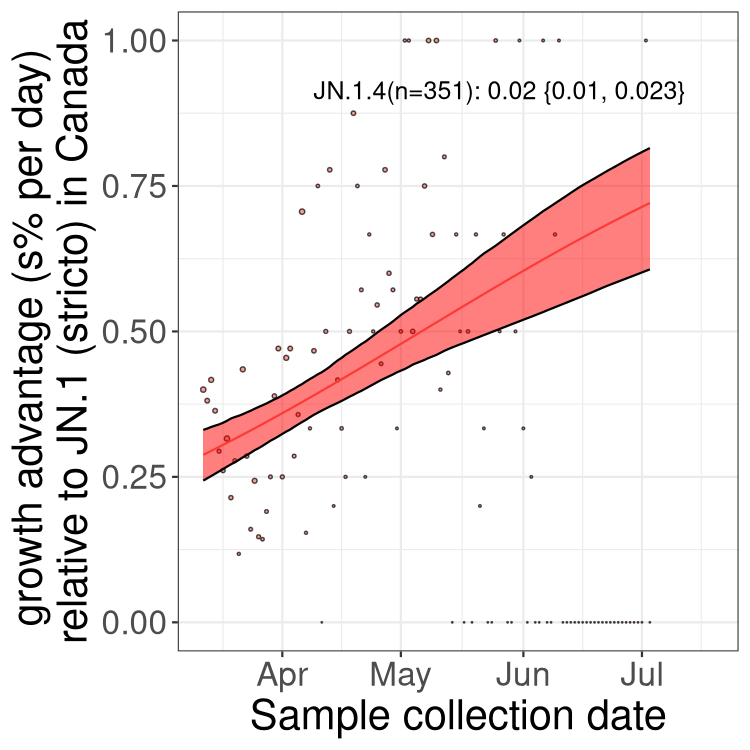 growth advantage (s% per day)
relative to JN.1 (stricto) in Canada
1.00
0.75
0.50
0.25
0.00
JN.1.4(n=351): 0.02 {0.01, 0.023}
Apr May Jun Jul
Sample collection date